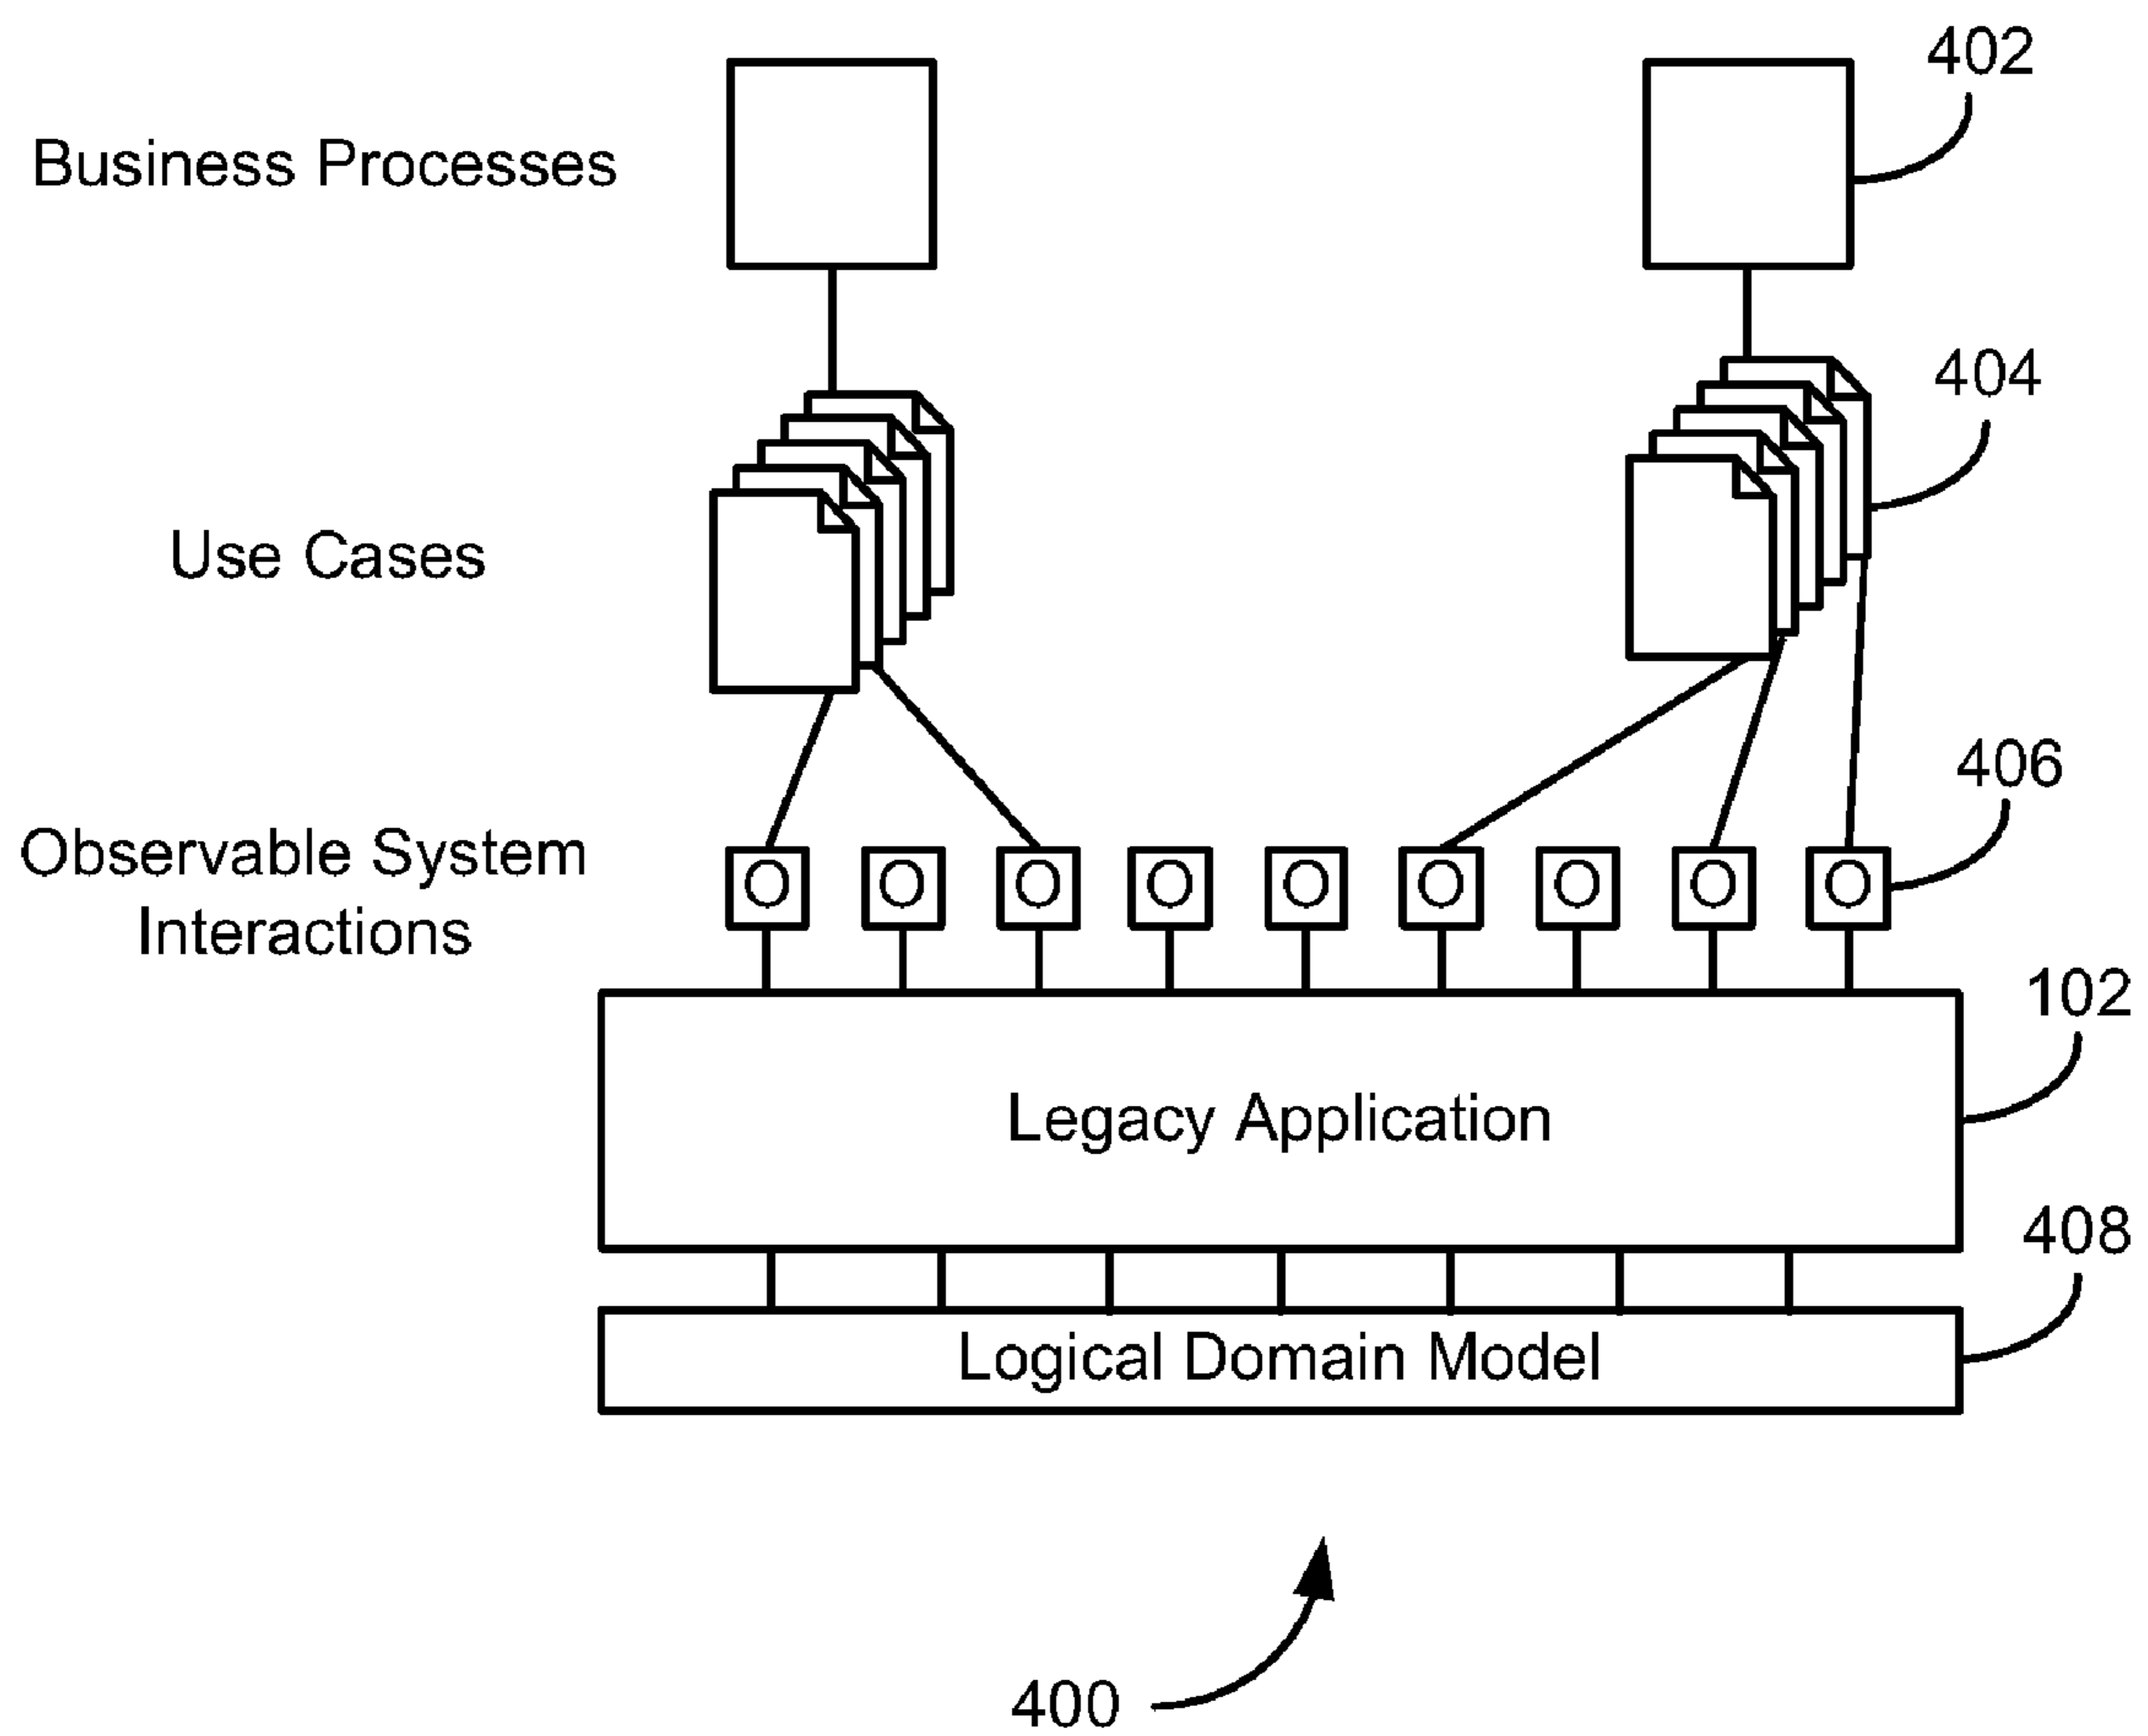 402
Business Processes
404
Use Cases
406
Observable System
Interactions
O O O O O O O O O
102
Legacy Application
408
Logical Domain Model
400